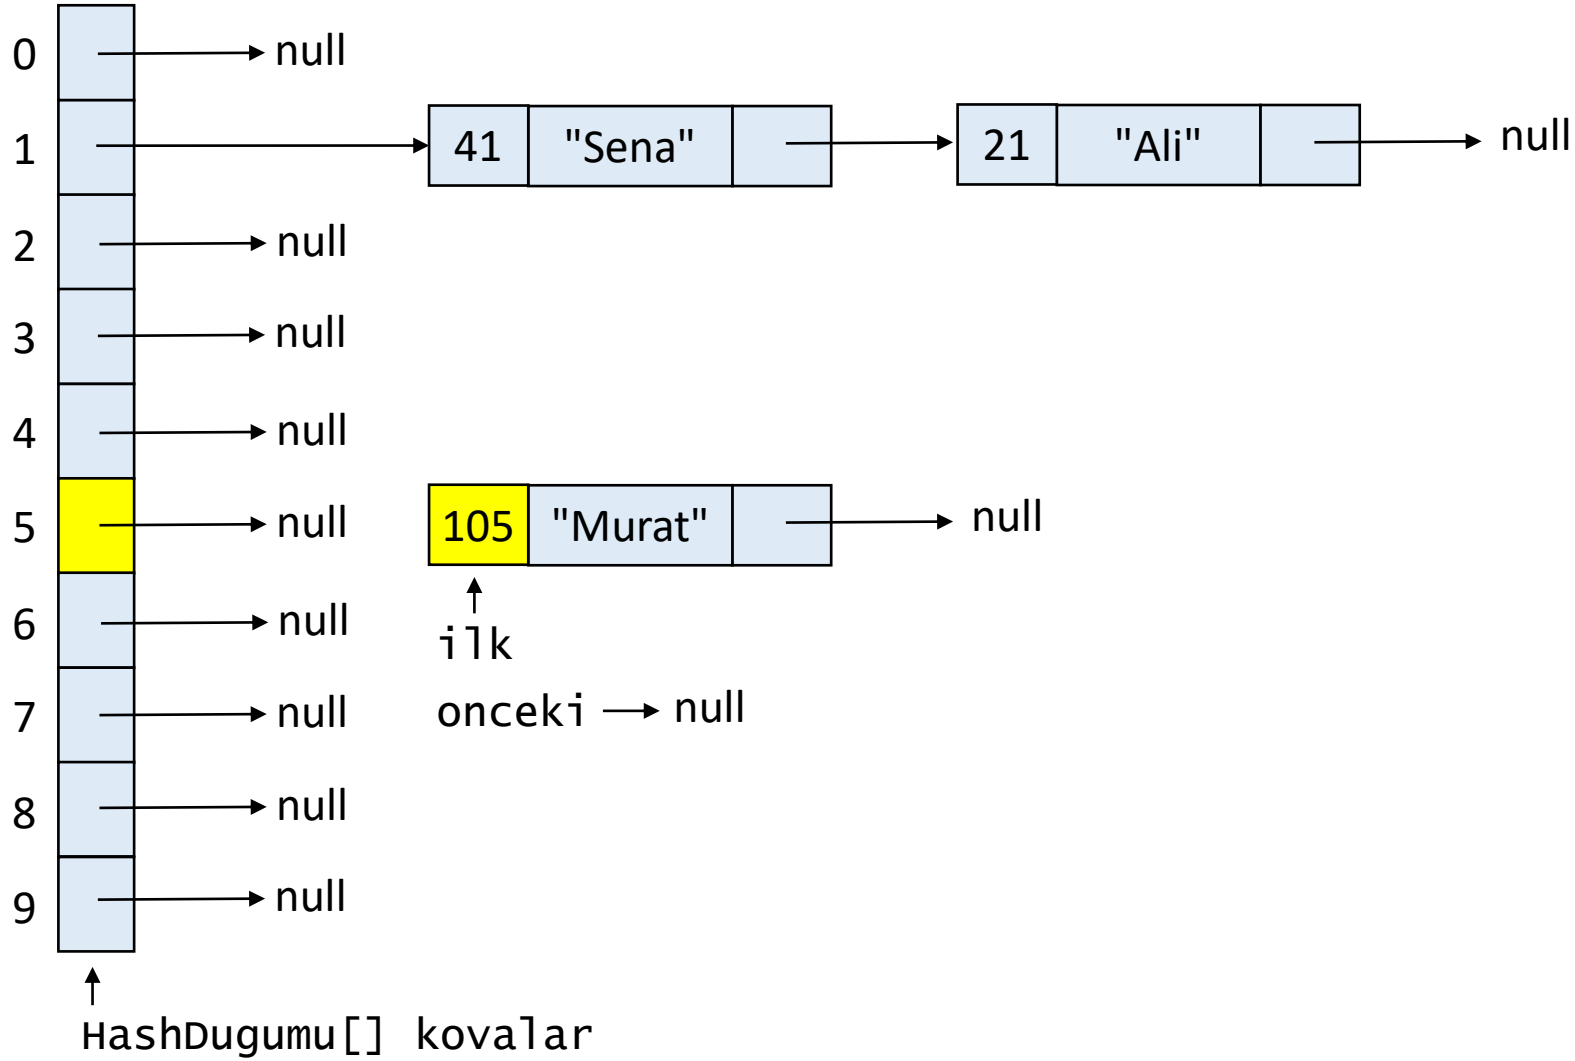 0 null
1 41 "Sena" 21 "Ali" null
2 null
3 null
4 null
5 null 105 "Murat" null
6 null
ilk
7 null onceki null
8 null
9 null
HashDugumu[] kovalar